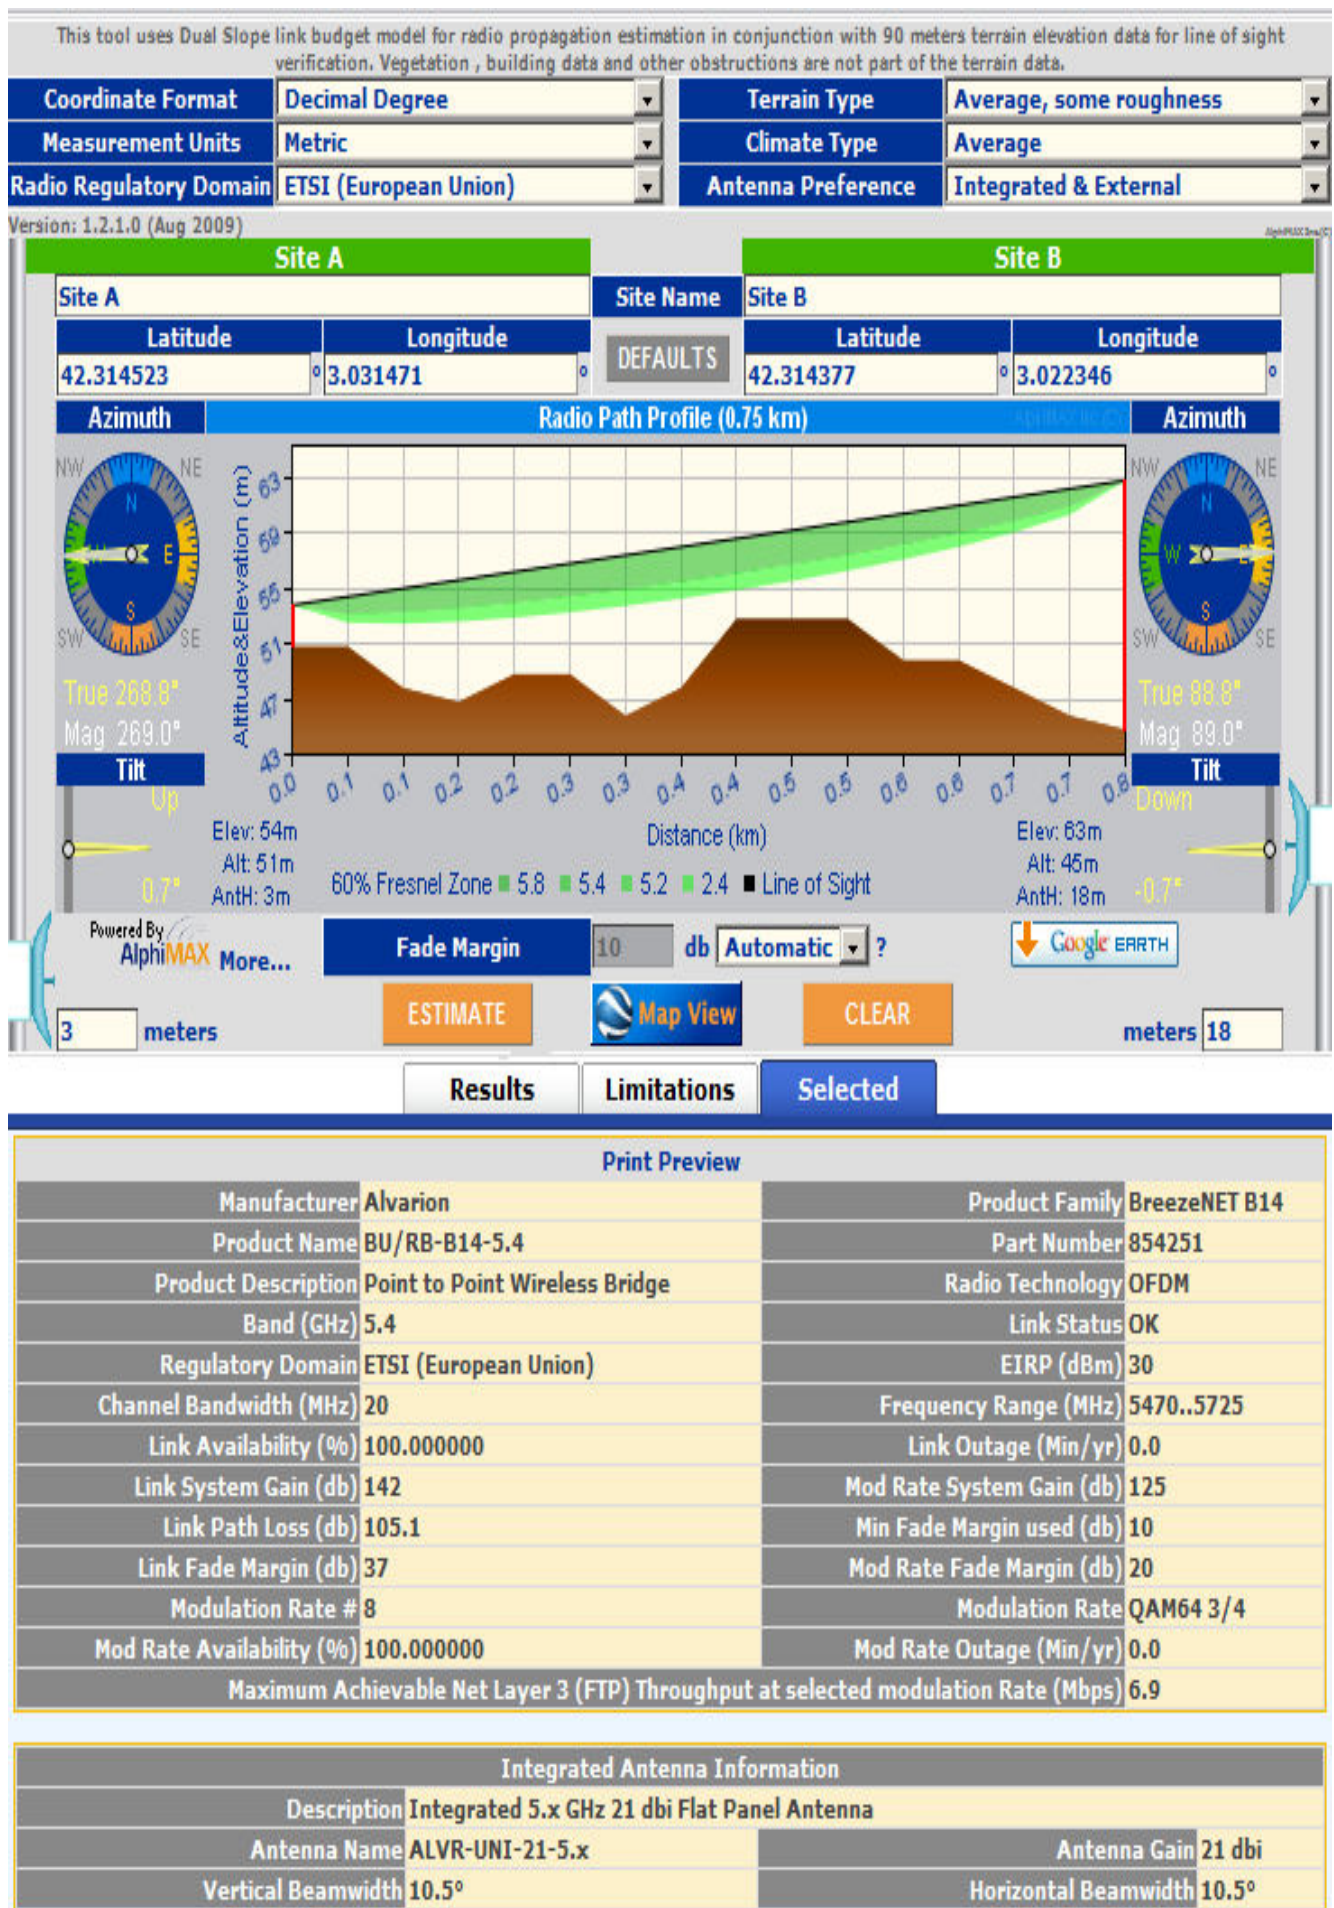 This tool uses Dual Slope link budget model for radio propagation estimation in conjunction with 90 meters terrain elevation data for line of sight
verification. Vegetation , building data and other obstructions are not part of the terrain data.
Coordinate Format Decimal Degree Terrain Type Average, some roughness
Measurement Units Metric Climate Type Average
Radio Regulatory Domain ETSI (European Union) Antenna Preference Integrated & External
Version: 1.2.1.0 (Aug 2009)
Site A Site B
Site A Site Name Site B
Latitude Longitude DEFAULTS Latitude Longitude
42.314523 ° 3.031471 ° 42.314377 ° 3.022346 °
Azimuth Radio Path Profile (0.75 km) Azimuth
NW NE N W E S SW SE
True 268.8°
Mag 269.0°
Tilt
Up
0.7°
Altitude&Elevation (m)
63
59
55
51
47
43
0.0 0.1 0.1 0.2 0.2 0.3 0.3 0.4 0.4 0.5 0.5 0.6 0.6 0.7 0.7 0.8
Distance (km)
Elev: 54m
Alt: 51m
AntH: 3m
60% Fresnel Zone 5.8 5.4 5.2 2.4 Line of Sight
Elev: 63m
Alt: 45m
AntH: 18m
NW NE N W E S SW SE
True 88.8°
Mag 89.0°
Tilt
Down
-0.7°
Powered By
AlphiMAX More... Fade Margin 10 db Automatic ? Google EARTH
ESTIMATE Map View CLEAR
3 meters meters 18
Results Limitations Selected
Print Preview
Manufacturer Alvarion Product Family BreezeNET B14
Product Name BU/RB-B14-5.4 Part Number 854251
Product Description Point to Point Wireless Bridge Radio Technology OFDM
Band (GHz) 5.4 Link Status OK
Regulatory Domain ETSI (European Union) EIRP (dBm) 30
Channel Bandwidth (MHz) 20 Frequency Range (MHz) 5470..5725
Link Availability (%) 100.000000 Link Outage (Min/yr) 0.0
Link System Gain (db) 142 Mod Rate System Gain (db) 125
Link Path Loss (db) 105.1 Min Fade Margin used (db) 10
Link Fade Margin (db) 37 Mod Rate Fade Margin (db) 20
Modulation Rate # 8 Modulation Rate QAM64 3/4
Mod Rate Availability (%) 100.000000 Mod Rate Outage (Min/yr) 0.0
Maximum Achievable Net Layer 3 (FTP) Throughput at selected modulation Rate (Mbps) 6.9
Integrated Antenna Information
Description Integrated 5.x GHz 21 dbi Flat Panel Antenna
Antenna Name ALVR-UNI-21-5.x Antenna Gain 21 dbi
Vertical Beamwidth 10.5° Horizontal Beamwidth 10.5°